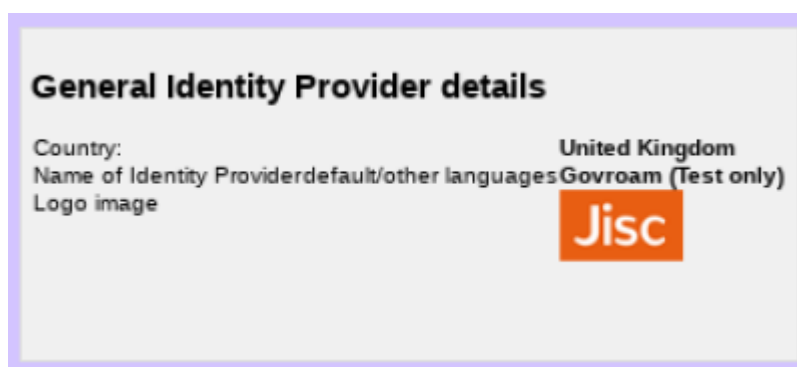 General Identity Provider details
Country: United Kingdom
Name of Identity Providerdefault/other languages Govroam (Test only)
Logo image
Jisc